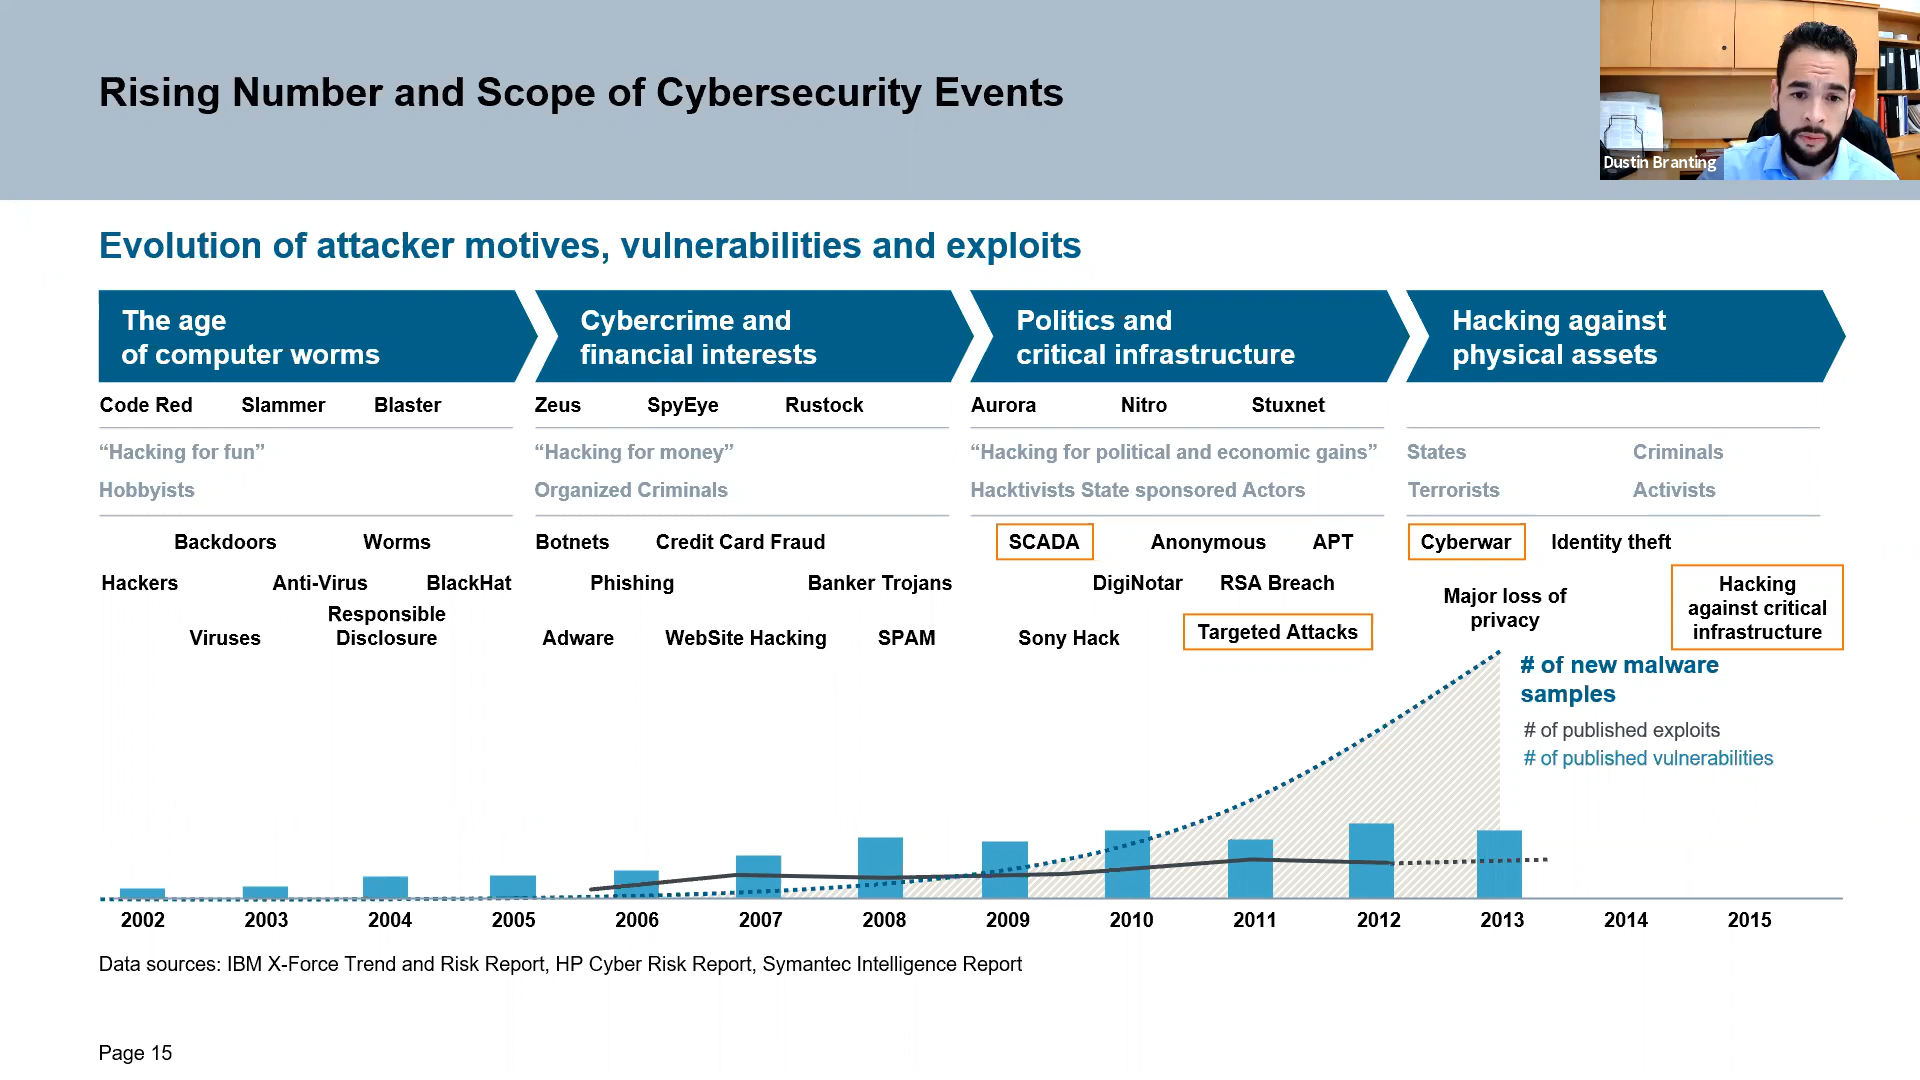 Rising Number and Scope of Cybersecurity Events
Dustin Branting
Evolution of attacker motives, vulnerabilities and exploits
The age
of computer worms
Cybercrime and
financial interests
Politics and
critical infrastructure
Hacking against
physical assets
Code Red Slammer Blaster
Zeus SpyEye Rustock
Aurora Nitro Stuxnet
“Hacking for fun”
Hobbyists
“Hacking for money”
Organized Criminals
“Hacking for political and economic gains”
Hacktivists State sponsored Actors
States Criminals
Terrorists Activists
Backdoors Worms
Hackers Anti-Virus BlackHat
Responsible
Disclosure
Viruses
Botnets Credit Card Fraud
Phishing Banker Trojans
Adware WebSite Hacking SPAM
SCADA Anonymous APT
DigiNotar RSA Breach
Sony Hack Targeted Attacks
Cyberwar Identity theft
Major loss of
privacy
Hacking
against critical
infrastructure
# of new malware
samples
# of published exploits
# of published vulnerabilities
2002 2003 2004 2005 2006 2007 2008 2009 2010 2011 2012 2013 2014 2015
Data sources: IBM X-Force Trend and Risk Report, HP Cyber Risk Report, Symantec Intelligence Report
Page 15